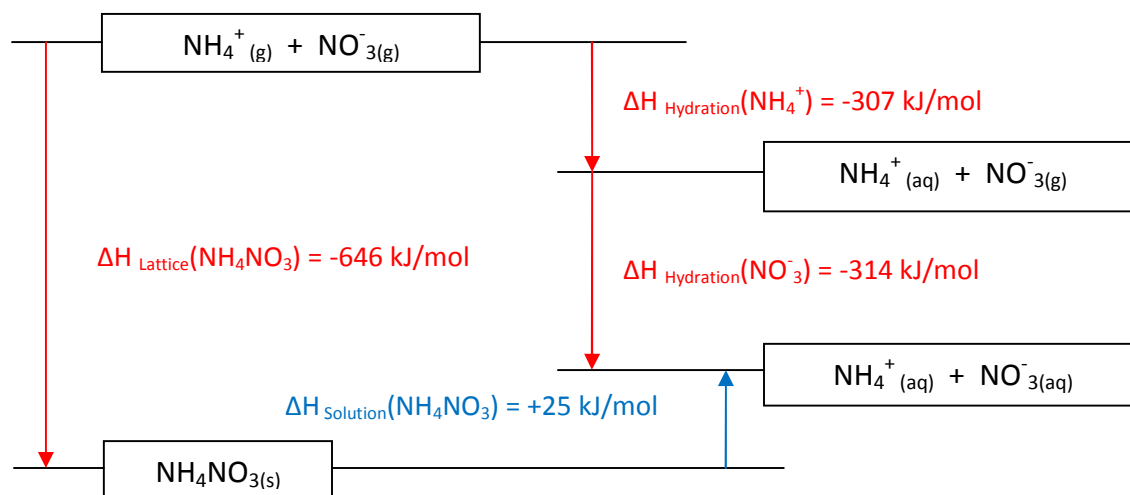 NH₄⁺ (g) + NO⁻₃(g)
ΔH Hydration(NH₄⁺) = -307 kJ/mol
NH₄⁺ (aq) + NO⁻₃(g)
ΔH Lattice(NH₄NO₃) = -646 kJ/mol
ΔH Hydration(NO⁻₃) = -314 kJ/mol
NH₄⁺ (aq) + NO⁻₃(aq)
ΔH Solution(NH₄NO₃) = +25 kJ/mol
NH₄NO₃(s)